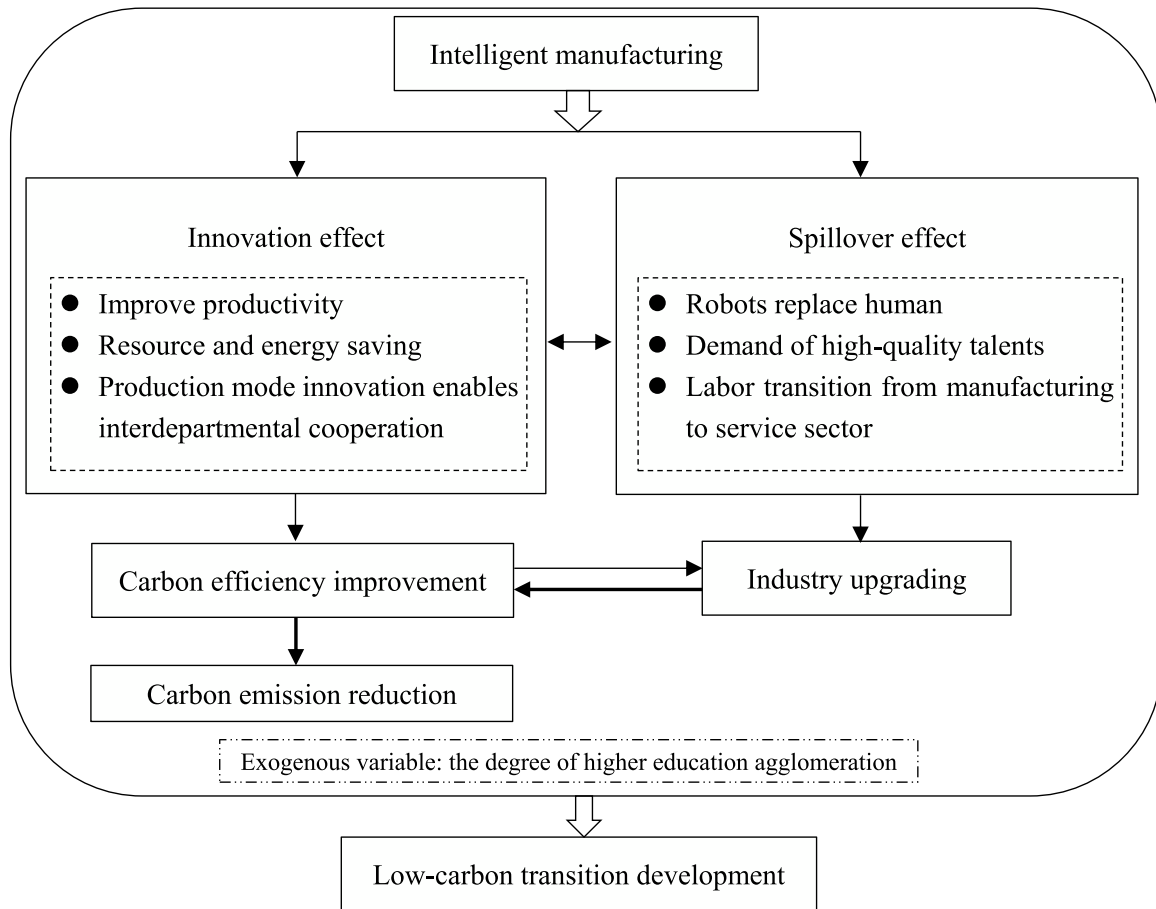 Intelligent manufacturing
Innovation effect
● Improve productivity
● Resource and energy saving
● Production mode innovation enables
interdepartmental cooperation
Spillover effect
● Robots replace human
● Demand of high-quality talents
● Labor transition from manufacturing
to service sector
Carbon efficiency improvement
Industry upgrading
Carbon emission reduction
Exogenous variable: the degree of higher education agglomeration
Low-carbon transition development